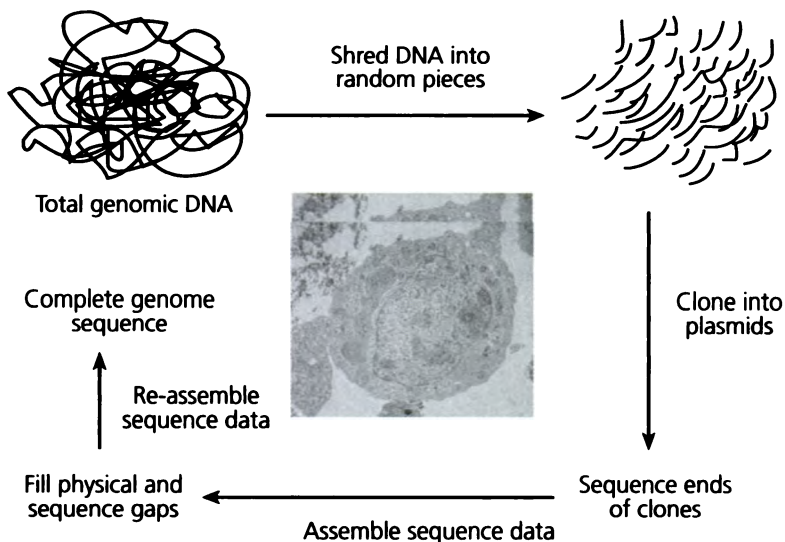 Shred DNA into
random pieces
Total genomic DNA
Clone into
plasmids
Sequence ends
of clones
Assemble sequence data
Fill physical and
sequence gaps
Re-assemble
sequence data
Complete genome
sequence